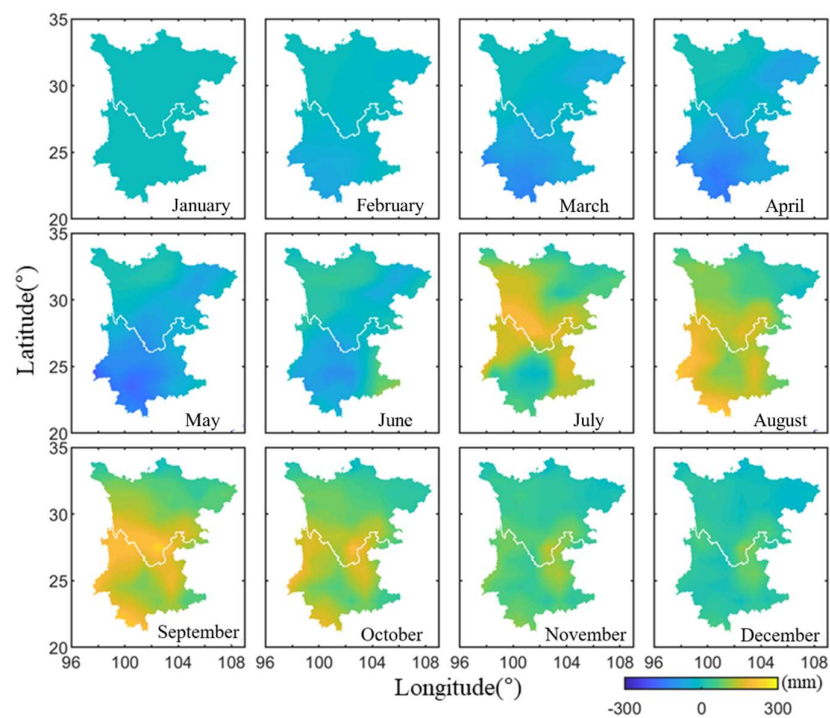 35
30
25
20
January
February
March
April
35
30
25
20
May
June
July
August
35
30
25
20
September
October
November
December
96 100 104 108 96 100 104 108 96 100 104 108 96 100 104 108
Latitude(°)
Longitude(°)
(mm)
-300 0 300